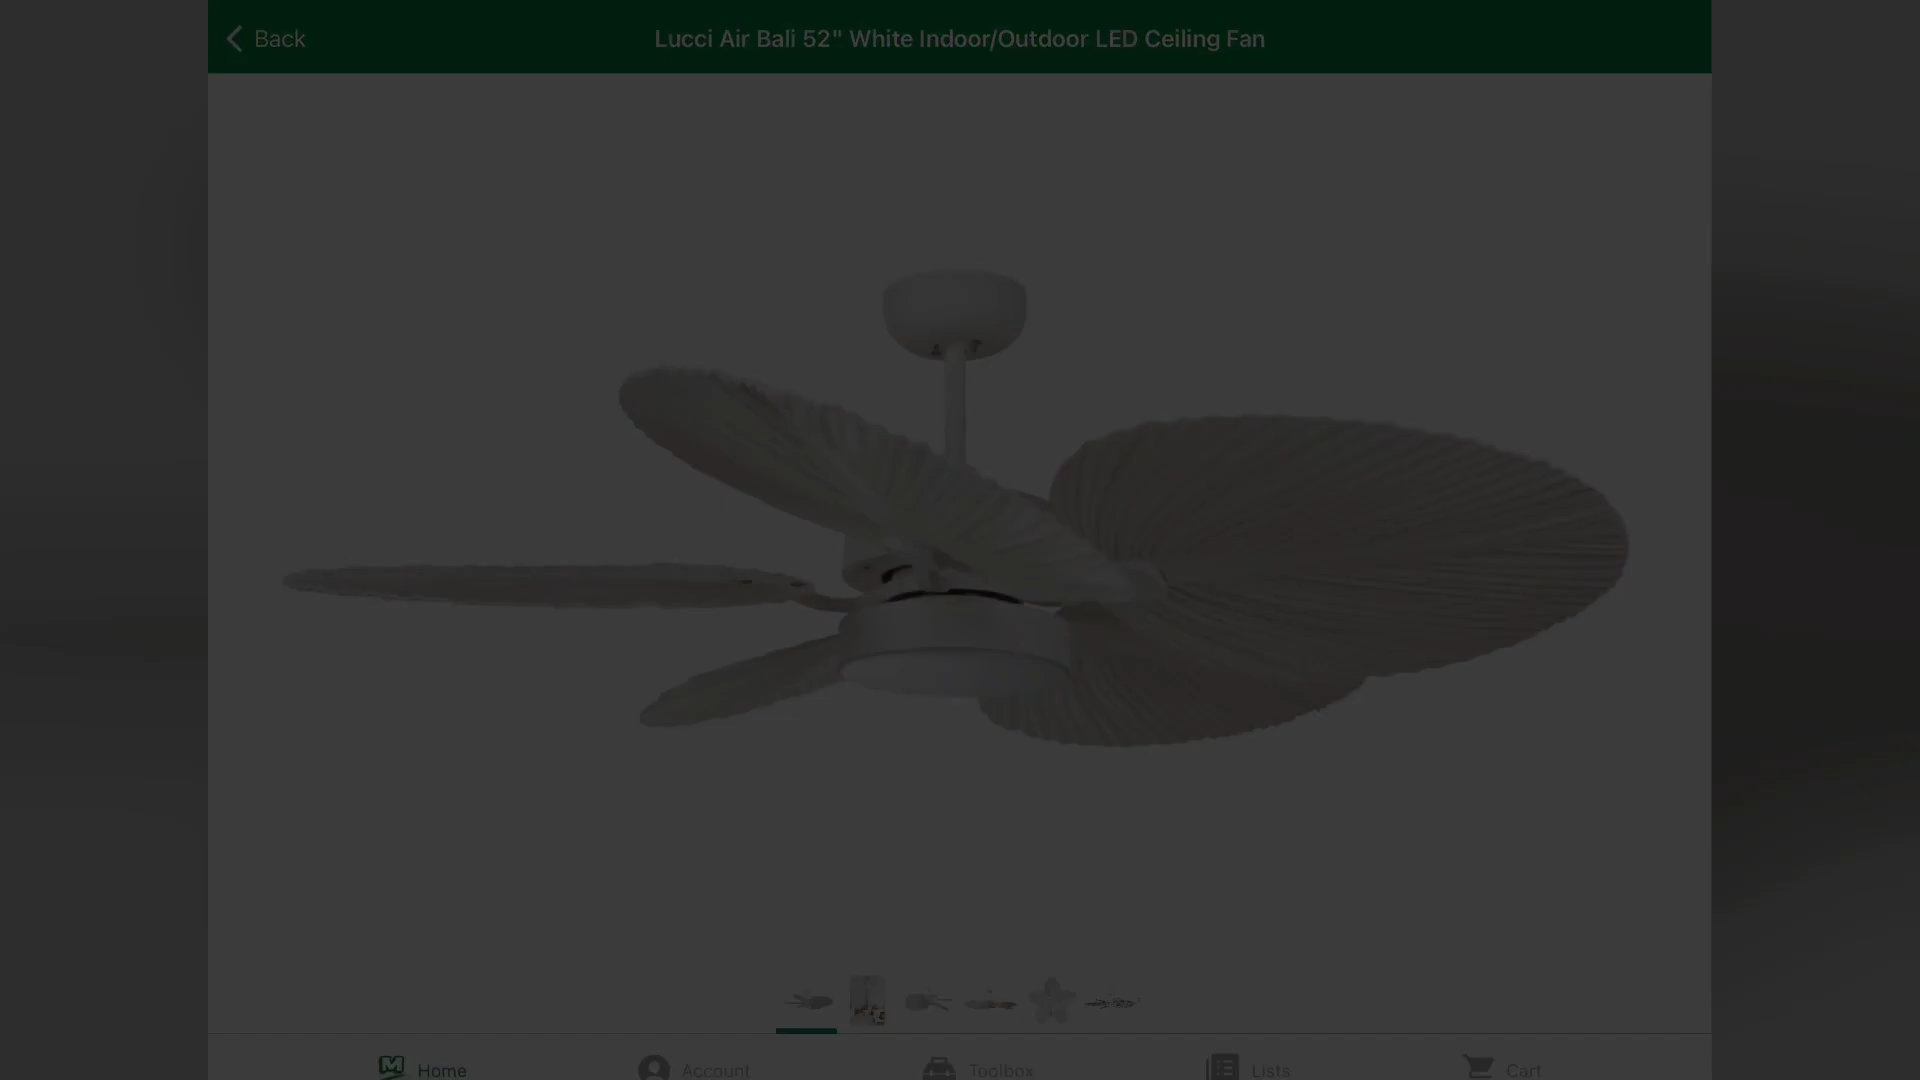 Back
Lucci Air Bali 52" White Indoor/Outdoor LED Ceiling Fan
Home
Account
Toolbox
Lists
Cart